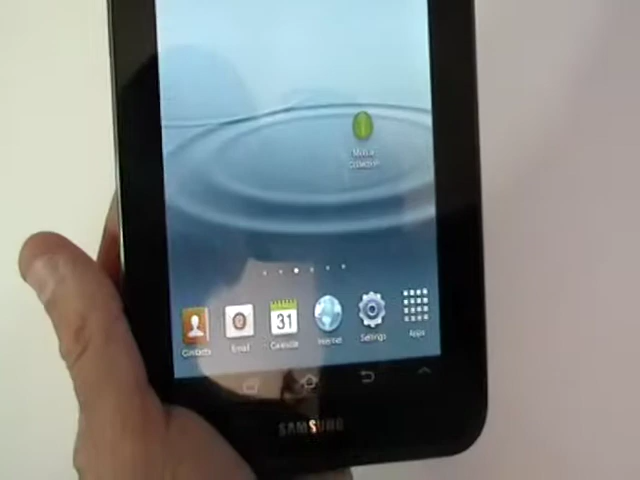 31
Contacts
Email
Calendar
Internet
Settings
Apps
SAMSUNG